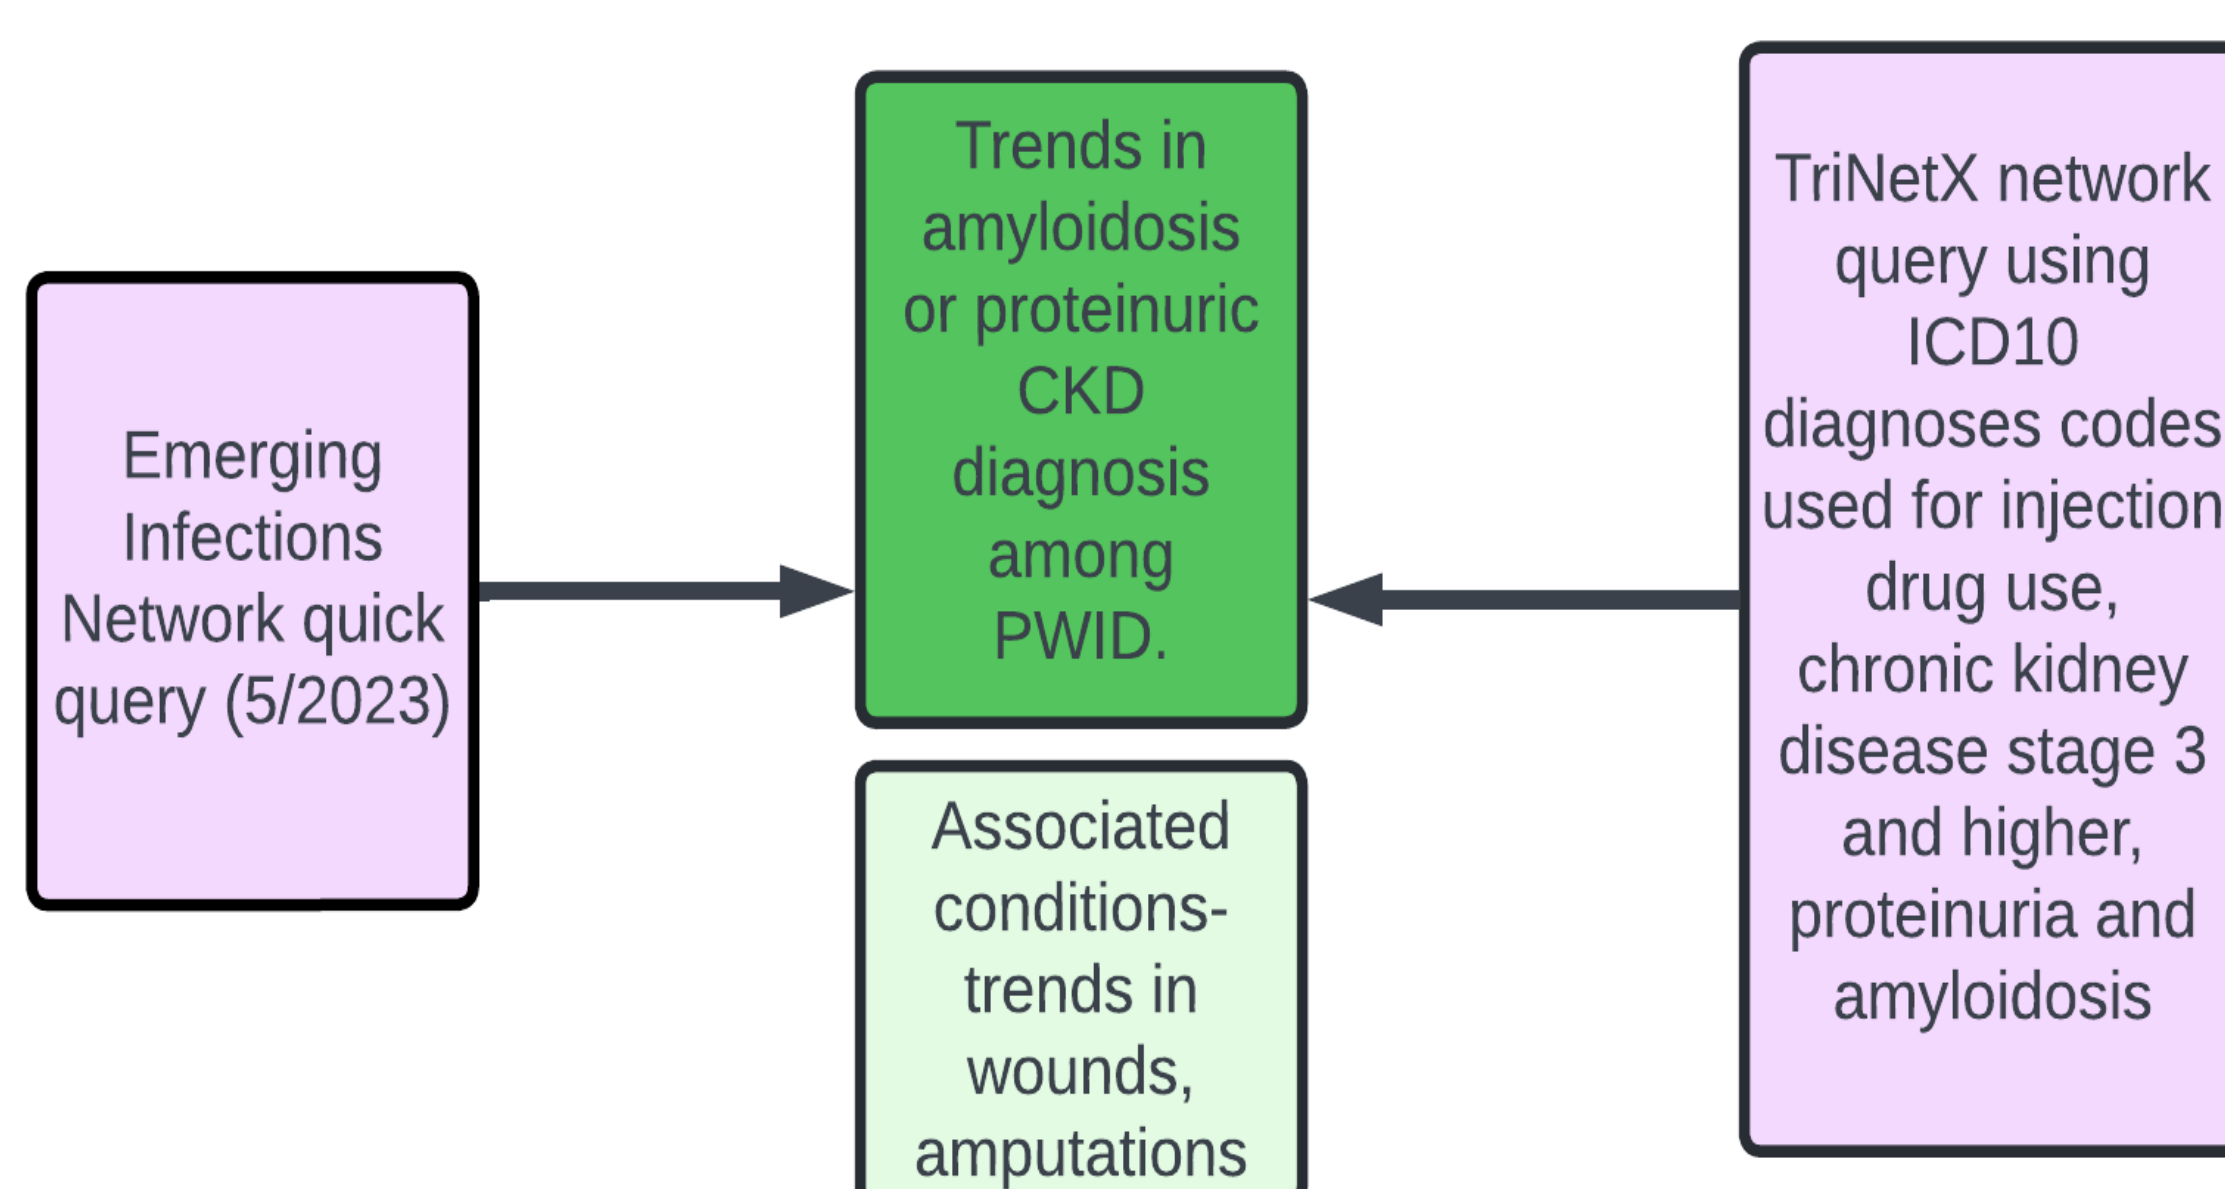 Emerging
Infections
Network quick
query (5/2023)
Trends in
amyloidosis
or proteinuric
CKD
diagnosis
among
PWID.
Associated
conditions-
trends in
wounds,
amputations
TriNetX network
query using
ICD10
diagnoses codes
used for injection
drug use,
chronic kidney
disease stage 3
and higher,
proteinuria and
amyloidosis